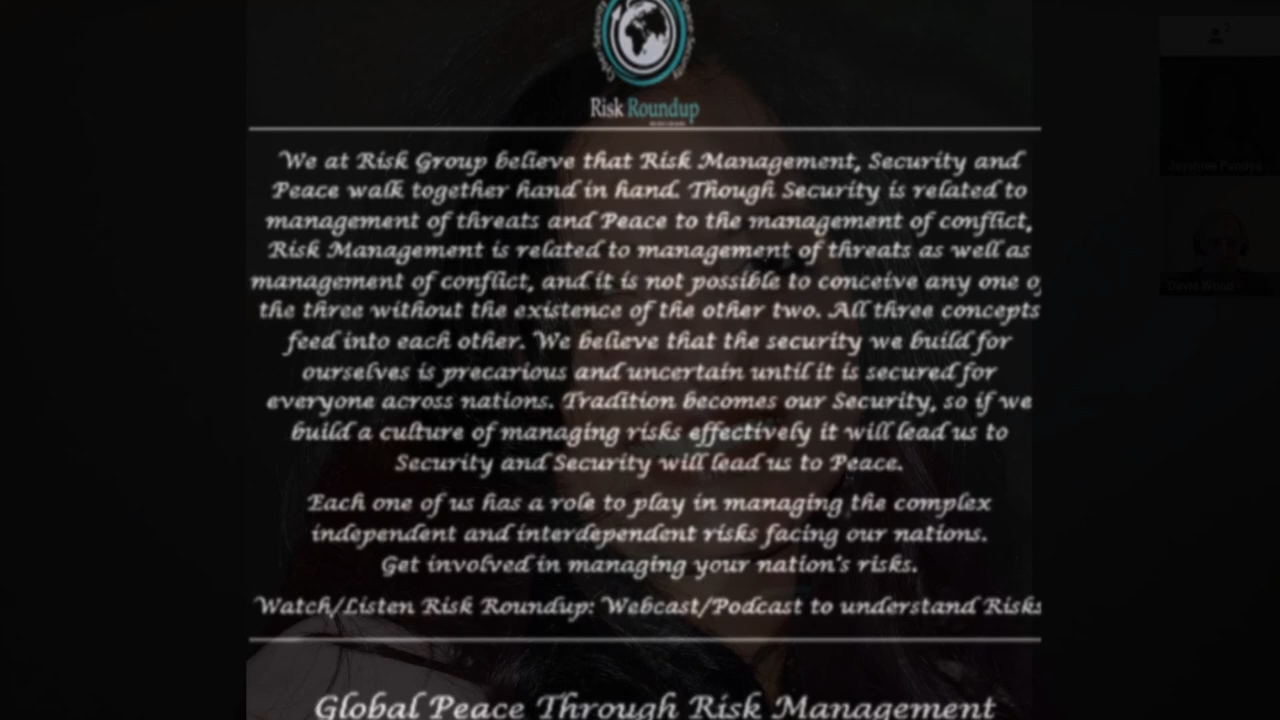 Risk Roundup
We at Risk Group believe that Risk Management, Security and
Peace walk together hand in hand. Though Security is related to
management of threats and Peace to the management of conflict,
Risk Management is related to management of threats as well as
management of conflict, and it is not possible to conceive any one of
the three without the existence of the other two. All three concepts
feed into each other. We believe that the security we build for
ourselves is precarious and uncertain until it is secured for
everyone across nations. Tradition becomes our Security, so if we
build a culture of managing risks effectively it will lead us to
Security and Security will lead us to Peace.
Each one of us has a role to play in managing the complex
independent and interdependent risks facing our nations.
Get involved in managing your nation's risks.
Watch/Listen Risk Roundup: Webcast/Podcast to understand Risks
Global Peace Through Risk Management
David Wood